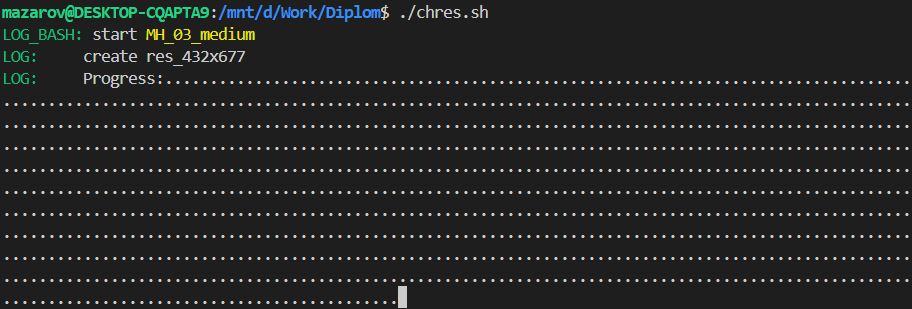 mazarov@DESKTOP-CQAPTA9:/mnt/d/Work/Diplom$ ./chres.sh
LOG_BASH: start MH_03_medium
LOG:     create res_432x677
LOG:     Progress:..................................................................................
....................................................................................................
....................................................................................................
....................................................................................................
....................................................................................................
....................................................................................................
....................................................................................................
....................................................................................................
....................................................................................................
....................................................................................................
...........................................